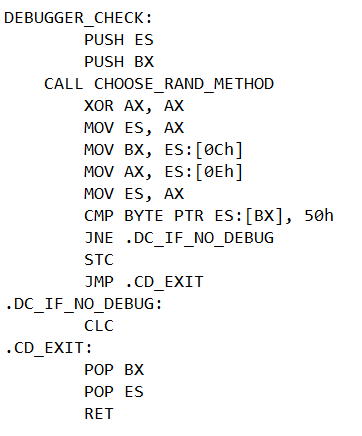 DEBUGGER_CHECK:
PUSH ES
PUSH BX
CALL CHOOSE_RAND_METHOD
XOR AX, AX
MOV ES, AX
MOV BX, ES:[0Ch]
MOV AX, ES:[0Eh]
MOV ES, AX
CMP BYTE PTR ES:[BX], 50h
JNE .DC_IF_NO_DEBUG
STC
JMP .CD_EXIT
.DC_IF_NO_DEBUG:
CLC
.CD_EXIT:
POP BX
POP ES
RET